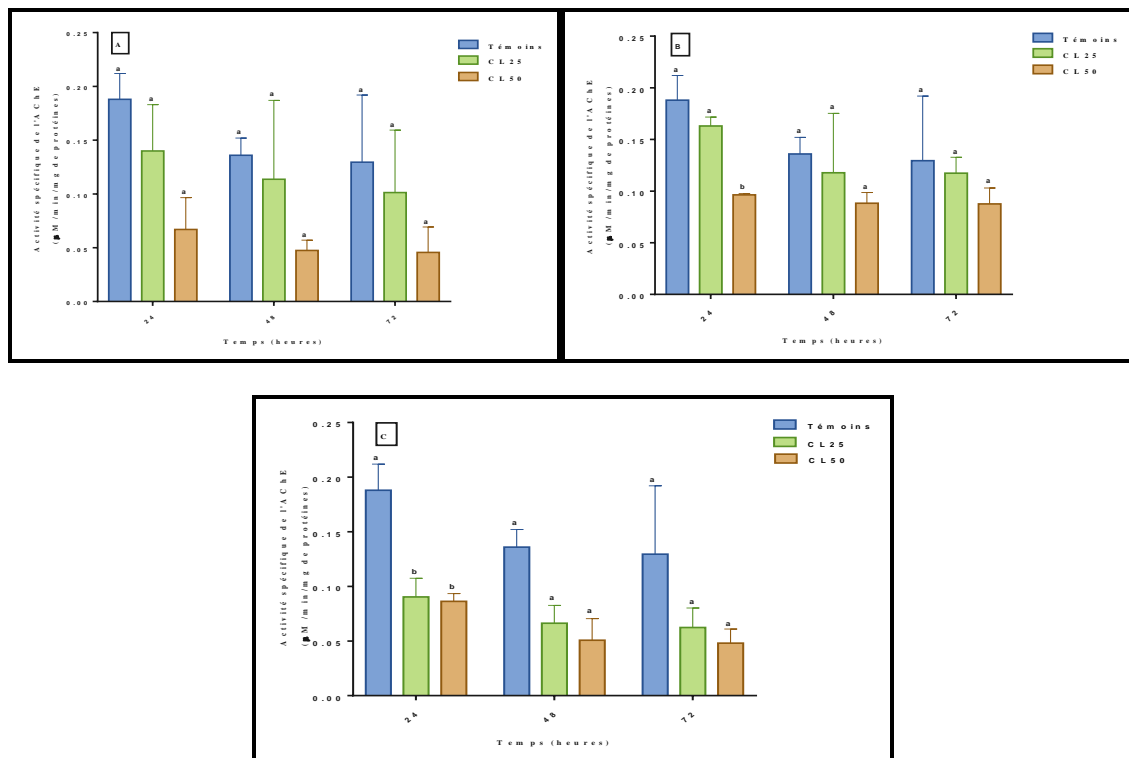 A
0.25
0.20
0.15
0.10
0.05
0.00
Activité spécifique de l'AChE
M/min/mg de protéines)
Témoins
CL25
CL50
a
a
a
a
a
a
a
a
a
24
48
72
Temps (heures)
B
0.25
0.20
0.15
0.10
0.05
0.00
Activité spécifique de l'AChE
M/min/mg de protéines)
Témoins
CL25
CL50
a
a
b
a
a
a
a
a
a
24
48
72
Temps (heures)
C
0.25
0.20
0.15
0.10
0.05
0.00
Activité spécifique de l'AChE
M/min/mg de protéines)
Témoins
CL25
CL50
a
b
b
a
a
a
a
a
a
24
48
72
Temps (heures)